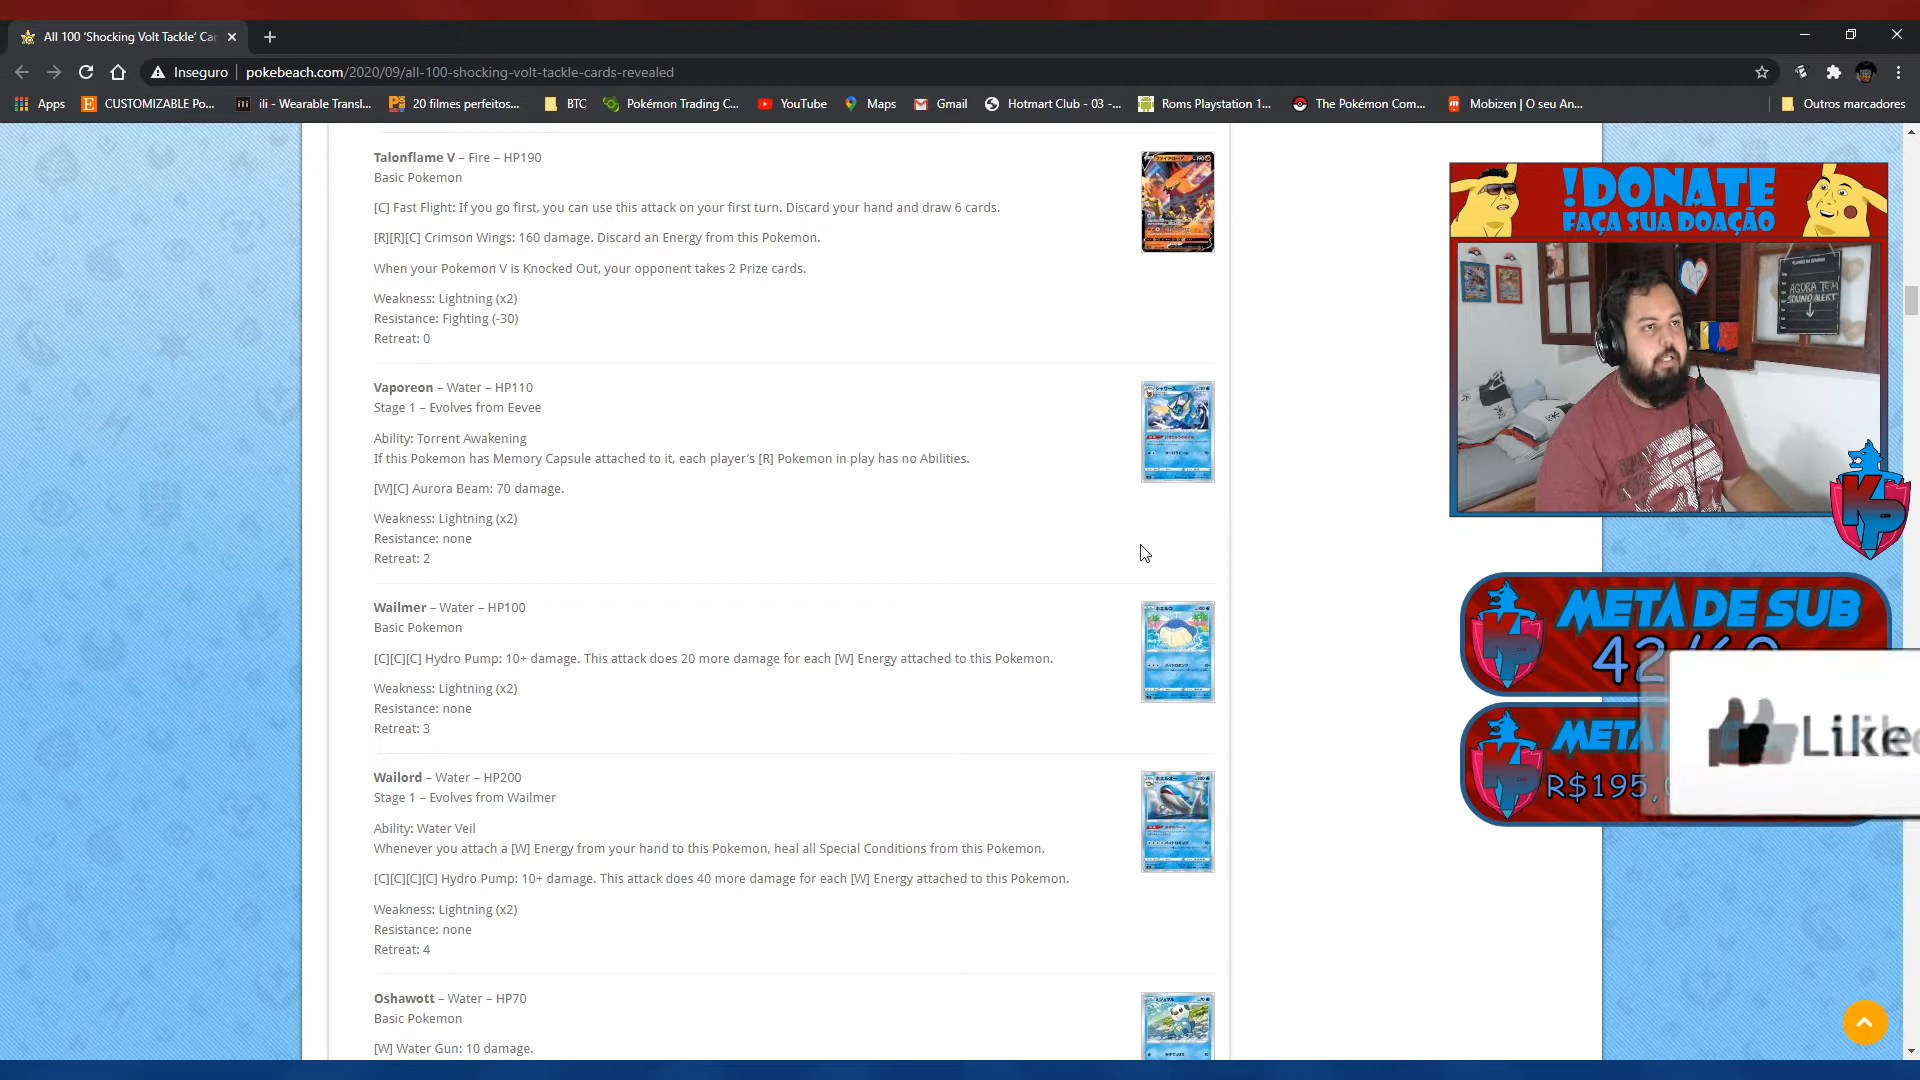 All 100 'Shocking Volt Tackle' Ca
Inseguro
pokebeach.com/2020/09/all-100-shocking-volt-tackle-cards-revealed
Apps
CUSTOMIZABLE Po...
ili - Wearable Transl...
20 filmes perfeitos...
BTC
Pokémon Trading C...
YouTube
Maps
Gmail
Hotmart Club - 03 -...
Roms Playstation 1...
The Pokémon Com...
Mobizen | O seu An...
Outros marcadores
Talonflame V – Fire – HP190
Basic Pokemon
[C] Fast Flight: If you go first, you can use this attack on your first turn. Discard your hand and draw 6 cards.
[R][R][C] Crimson Wings: 160 damage. Discard an Energy from this Pokemon.
When your Pokemon V is Knocked Out, your opponent takes 2 Prize cards.
Weakness: Lightning (x2)
Resistance: Fighting (-30)
Retreat: 0
Vaporeon – Water – HP110
Stage 1 – Evolves from Eevee
Ability: Torrent Awakening
If this Pokemon has Memory Capsule attached to it, each player's [R] Pokemon in play has no Abilities.
[W][C] Aurora Beam: 70 damage.
Weakness: Lightning (x2)
Resistance: none
Retreat: 2
Wailmer – Water – HP100
Basic Pokemon
[C][C][C] Hydro Pump: 10+ damage. This attack does 20 more damage for each [W] Energy attached to this Pokemon.
Weakness: Lightning (x2)
Resistance: none
Retreat: 3
Wailord – Water – HP200
Stage 1 – Evolves from Wailmer
Ability: Water Veil
Whenever you attach a [W] Energy from your hand to this Pokemon, heal all Special Conditions from this Pokemon.
[C][C][C][C] Hydro Pump: 10+ damage. This attack does 40 more damage for each [W] Energy attached to this Pokemon.
Weakness: Lightning (x2)
Resistance: none
Retreat: 4
Oshawott – Water – HP70
Basic Pokemon
[W] Water Gun: 10 damage.
!DONATE
FAÇA SUA DOAÇÃO
AGORA TEM
SOUND ALERT
KP
META DE SUB
KP
42/60
META
KP
R$195,
Like